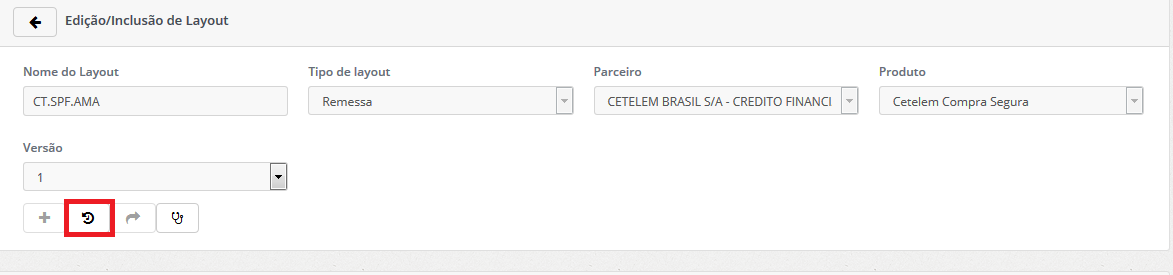 Edição/Inclusão de Layout
Nome do Layout Tipo de layout Parceiro Produto
CT.SPF.AMA Remessa CETELEM BRASIL S/A - CREDITO FINANCI Cetelem Compra Segura
Versão
1